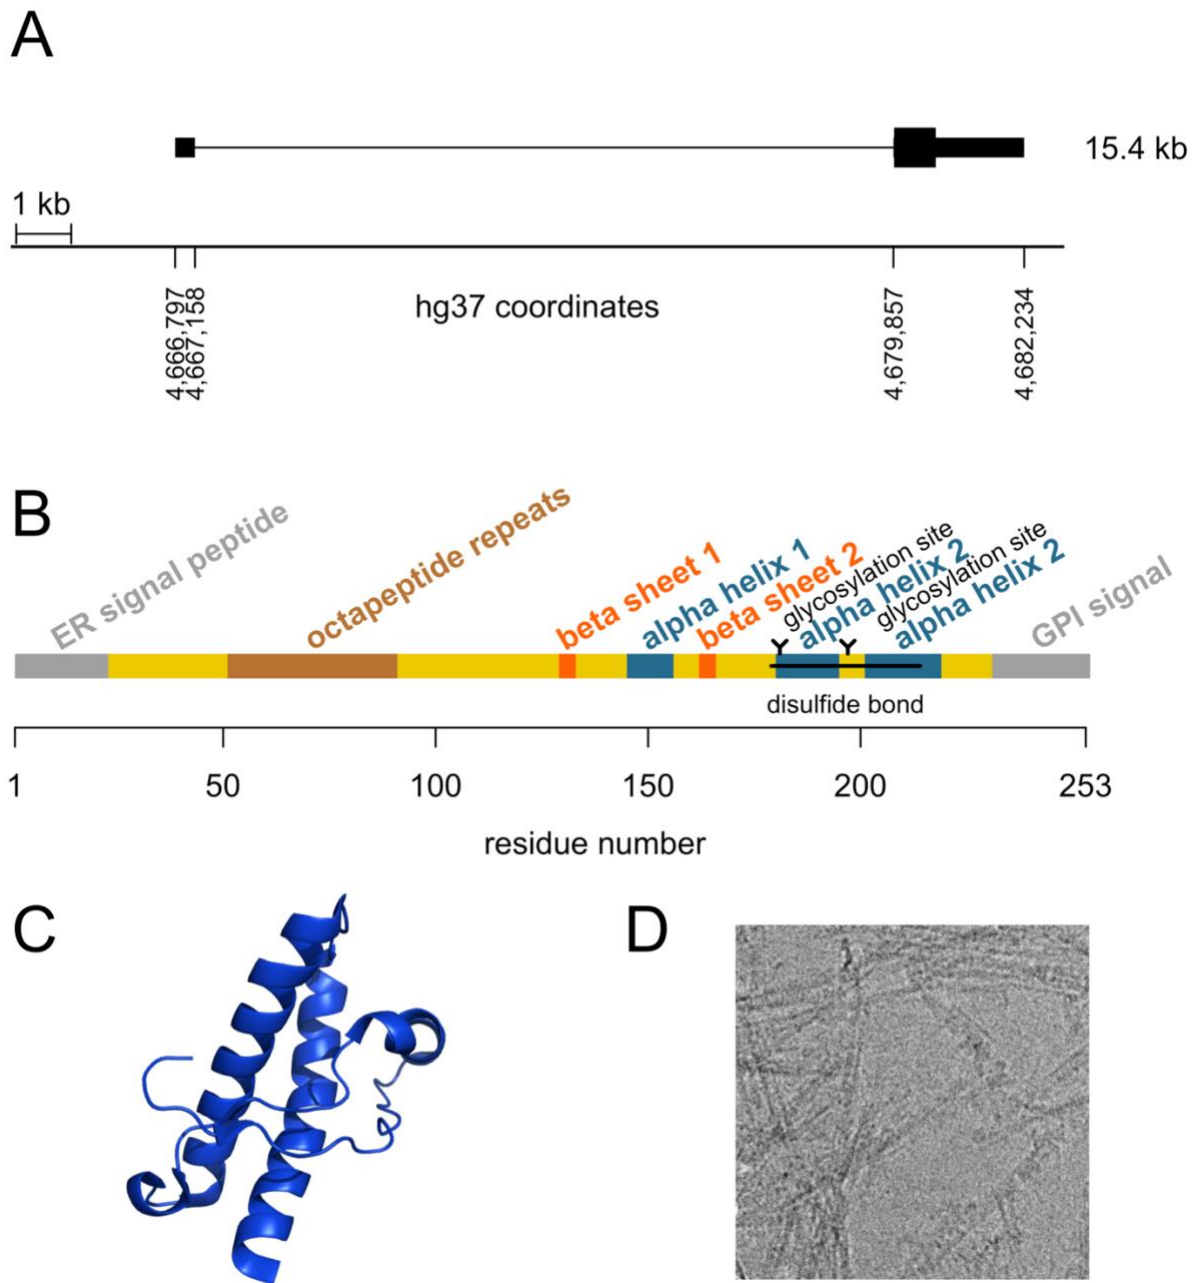 A
15.4 kb
1 kb
hg37 coordinates
4,666,797
4,667,158
4,679,857
4,682,234
B
ER signal peptide
octapeptide repeats
beta sheet 1
alpha helix 1
beta sheet 2
glycosylation site
alpha helix 2
glycosylation site
alpha helix 2
GPI signal
disulfide bond
1 50 100 150 200 253
residue number
C
D